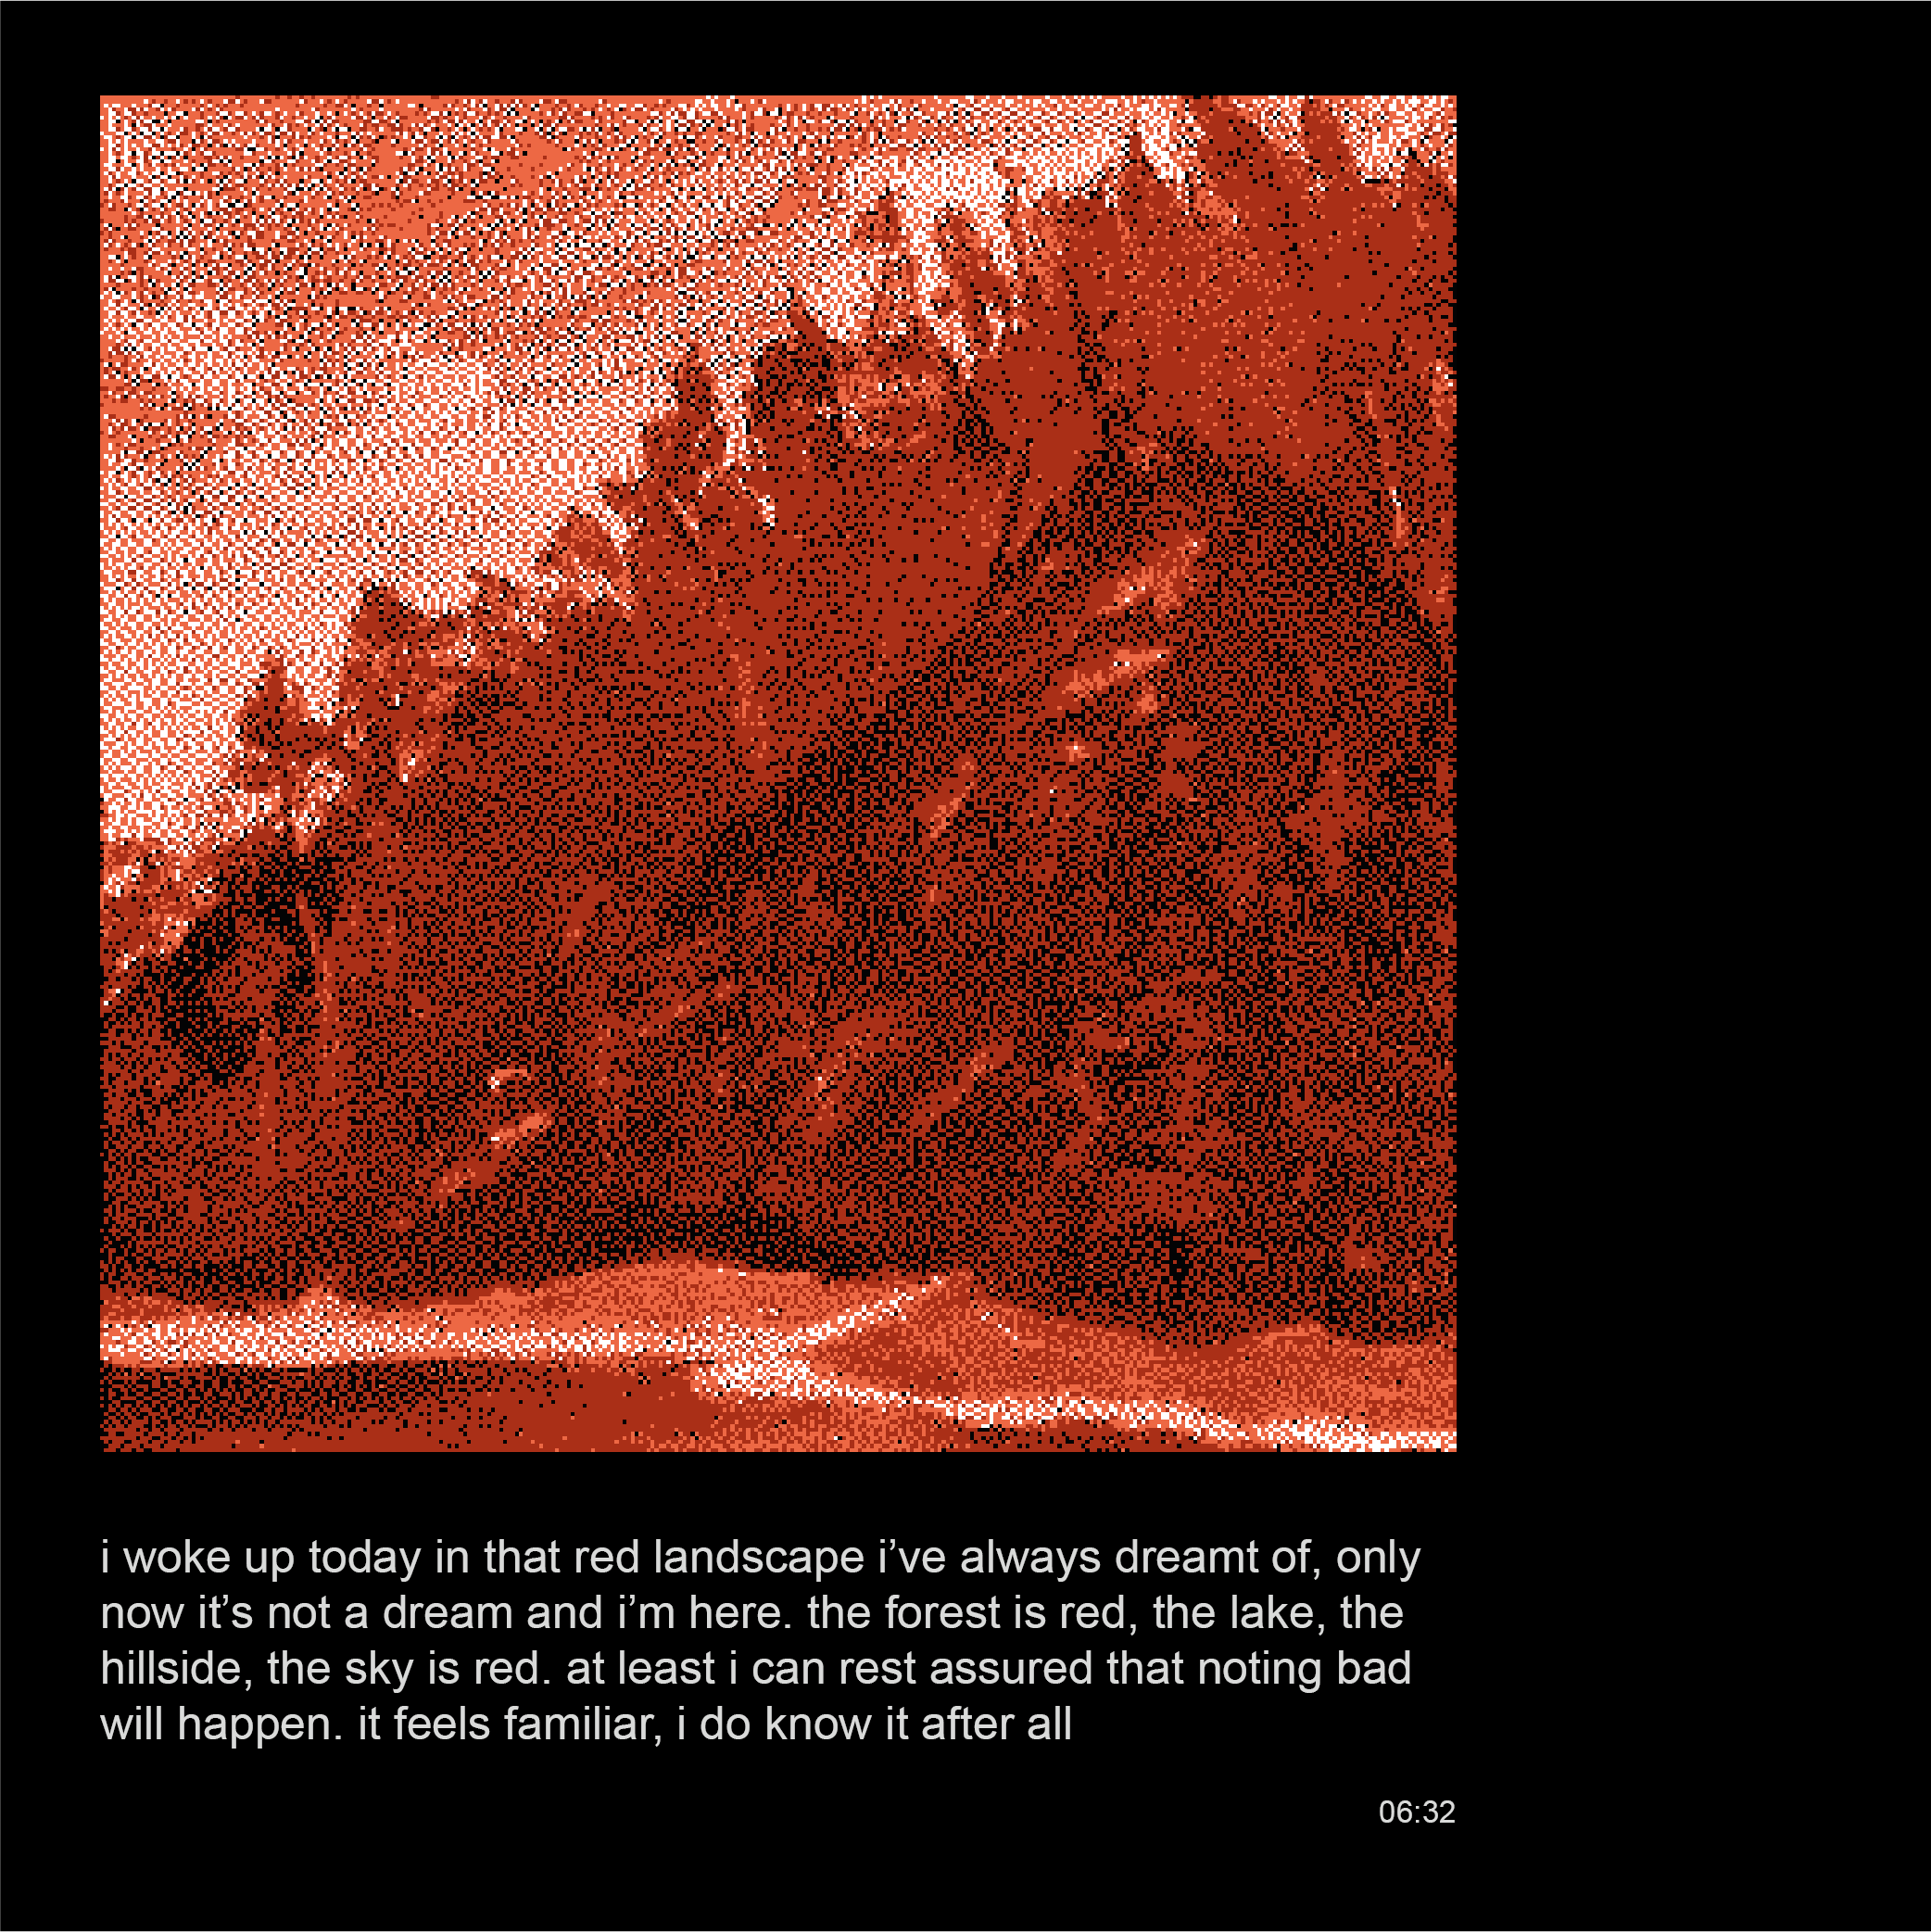 i woke up today in that red landscape i’ve always dreamt of, only
now it’s not a dream and i’m here. the forest is red, the lake, the
hillside, the sky is red. at least i can rest assured that noting bad
will happen. it feels familiar, i do know it after all
06:32